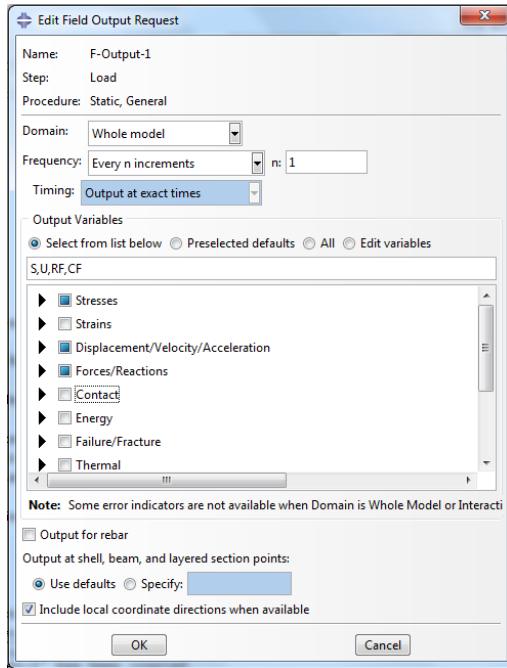 Edit Field Output Request
Name: F-Output-1
Step: Load
Procedure: Static, General
Domain: Whole model
Frequency: Every n increments n: 1
Timing: Output at exact times
Output Variables
Select from list below Preselected defaults All Edit variables
S,U,RF,CF
Stresses
Strains
Displacement/Velocity/Acceleration
Forces/Reactions
Contact
Energy
Failure/Fracture
Thermal
Note: Some error indicators are not available when Domain is Whole Model or Interacti
Output for rebar
Output at shell, beam, and layered section points:
Use defaults Specify:
Include local coordinate directions when available
OK Cancel